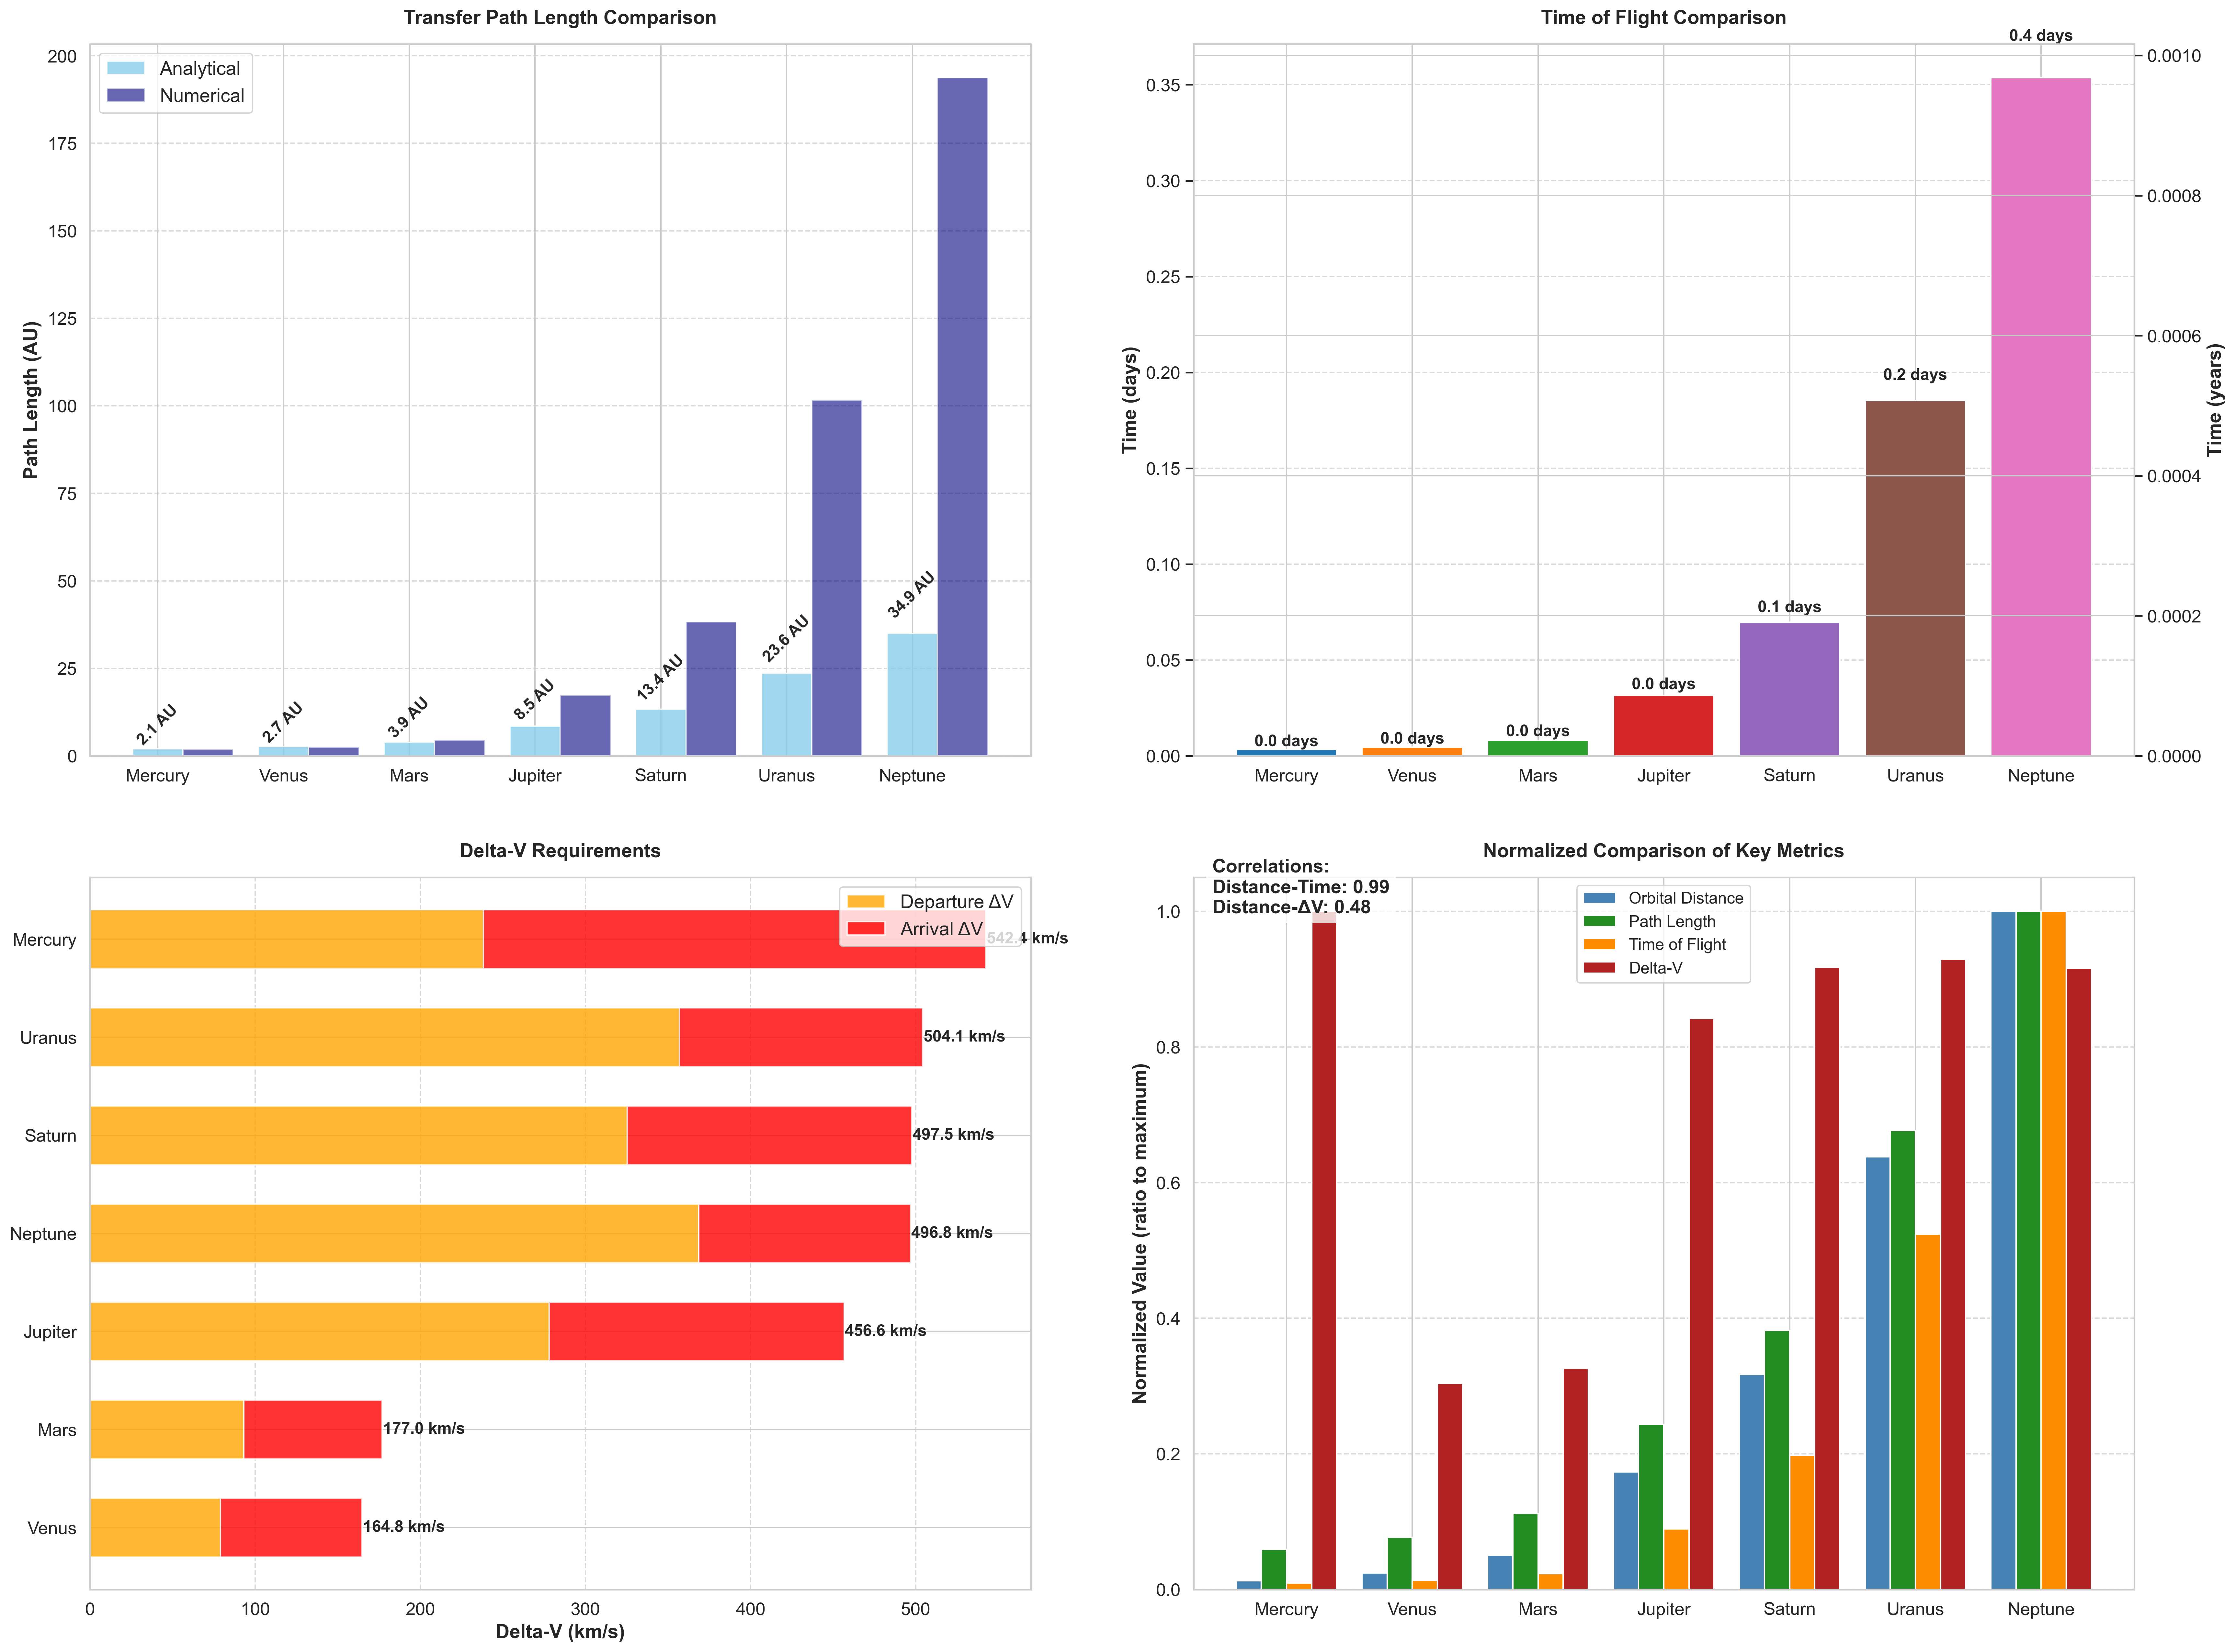 Transfer Path Length Comparison
Analytical
Numerical
Path Length (AU)
200
175
150
125
100
75
50
25
0
2.1 AU
2.7 AU
3.9 AU
8.5 AU
13.4 AU
23.6 AU
34.9 AU
Mercury
Venus
Mars
Jupiter
Saturn
Uranus
Neptune
Time of Flight Comparison
Time (days)
0.35
0.30
0.25
0.20
0.15
0.10
0.05
0.00
0.0 days
0.0 days
0.0 days
0.0 days
0.1 days
0.2 days
0.4 days
0.0010
0.0008
0.0006
0.0004
0.0002
0.0000
Time (years)
Mercury
Venus
Mars
Jupiter
Saturn
Uranus
Neptune
Delta-V Requirements
Departure ΔV
Arrival ΔV
Mercury
542.4 km/s
Uranus
504.1 km/s
Saturn
497.5 km/s
Neptune
496.8 km/s
Jupiter
456.6 km/s
Mars
177.0 km/s
Venus
164.8 km/s
0
100
200
300
400
500
Delta-V (km/s)
Normalized Comparison of Key Metrics
Correlations:
Distance-Time: 0.99
Distance-ΔV: 0.48
Orbital Distance
Path Length
Time of Flight
Delta-V
Normalized Value (ratio to maximum)
1.0
0.8
0.6
0.4
0.2
0.0
Mercury
Venus
Mars
Jupiter
Saturn
Uranus
Neptune